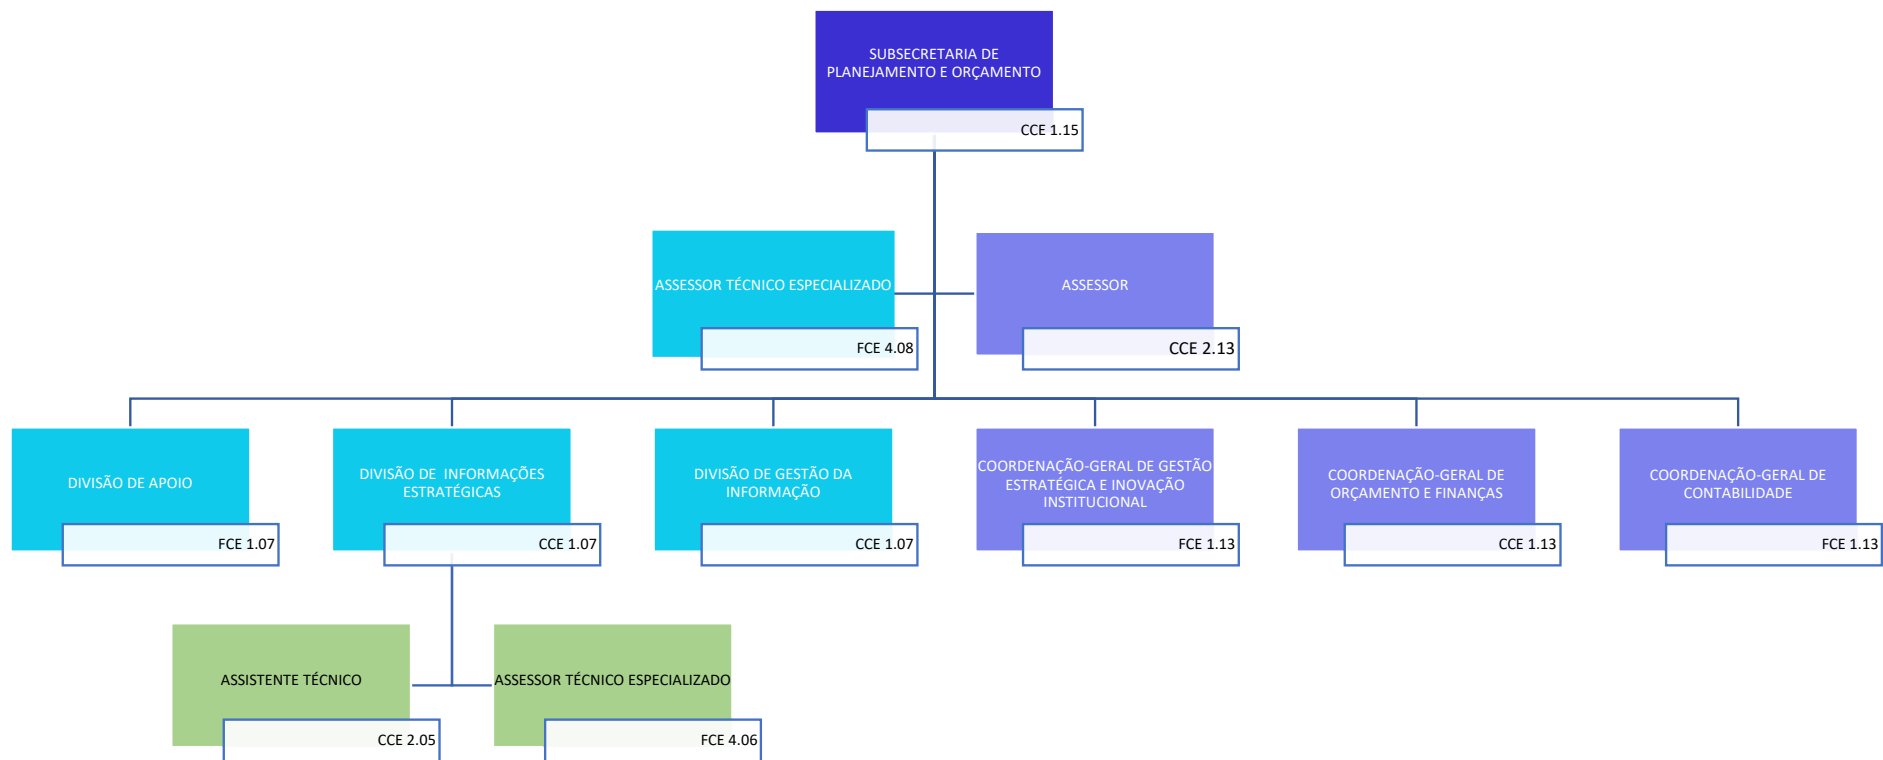 SUBSECRETARIA DE
PLANEJAMENTO E ORÇAMENTO
CCE 1.15
ASSESSOR TÉCNICO ESPECIALIZADO
FCE 4.08
ASSESSOR
CCE 2.13
DIVISÃO DE APOIO
FCE 1.07
DIVISÃO DE  INFORMAÇÕES
ESTRATÉGICAS
CCE 1.07
DIVISÃO DE GESTÃO DA
INFORMAÇÃO
CCE 1.07
COORDENAÇÃO-GERAL DE GESTÃO
ESTRATÉGICA E INOVAÇÃO
INSTITUCIONAL
FCE 1.13
COORDENAÇÃO-GERAL DE
ORÇAMENTO E FINANÇAS
CCE 1.13
COORDENAÇÃO-GERAL DE
CONTABILIDADE
FCE 1.13
ASSISTENTE TÉCNICO
CCE 2.05
ASSESSOR TÉCNICO ESPECIALIZADO
FCE 4.06